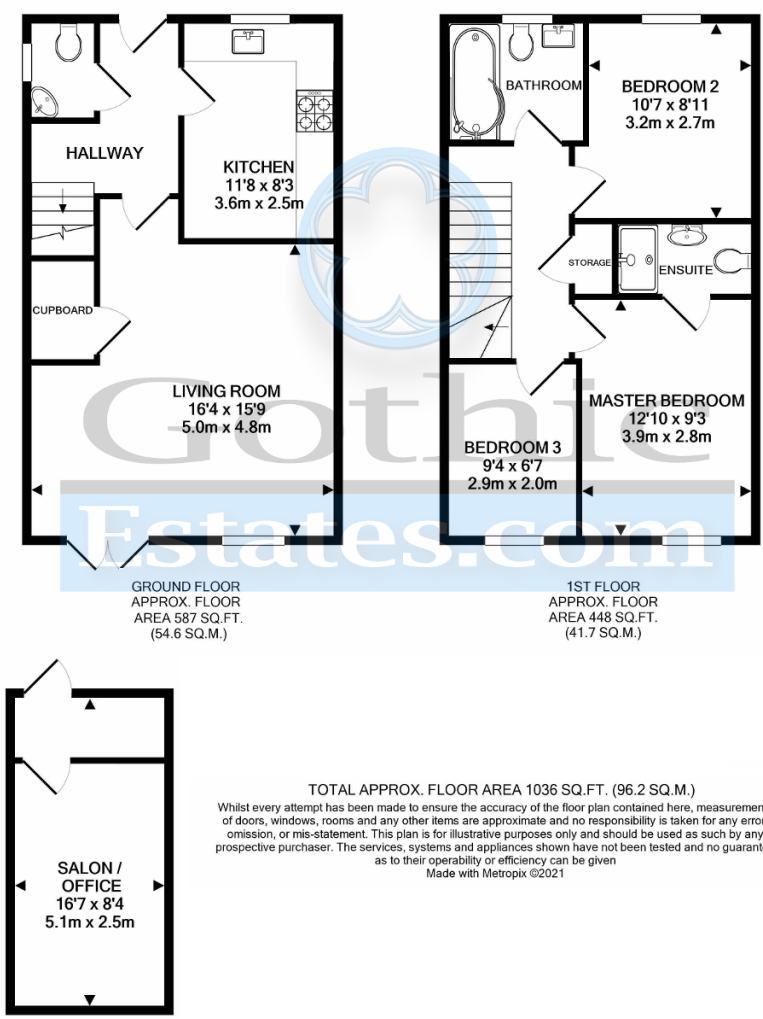 BATHROOM
BEDROOM 2
10'7 x 8'11
3.2m x 2.7m
HALLWAY
KITCHEN
11'8 x 8'3
3.6m x 2.5m
STORAGE
ENSUITE
CUPBOARD
LIVING ROOM
16'4 x 15'9
5.0m x 4.8m
MASTER BEDROOM
12'10 x 9'3
3.9m x 2.8m
BEDROOM 3
9'4 x 6'7
2.9m x 2.0m
Gothic
Estates.com
GROUND FLOOR
APPROX. FLOOR
AREA 587 SQ.FT.
(54.6 SQ.M.)
1ST FLOOR
APPROX. FLOOR
AREA 448 SQ.FT.
(41.7 SQ.M.)
SALON /
OFFICE
16'7 x 8'4
5.1m x 2.5m
TOTAL APPROX. FLOOR AREA 1036 SQ.FT. (96.2 SQ.M.)
Whilst every attempt has been made to ensure the accuracy of the floor plan contained here, measuremen
of doors, windows, rooms and any other items are approximate and no responsibility is taken for any error
omission, or mis-statement. This plan is for illustrative purposes only and should be used as such by any
prospective purchaser. The services, systems and appliances shown have not been tested and no guarant
as to their operability or efficiency can be given
Made with Metropix ©2021